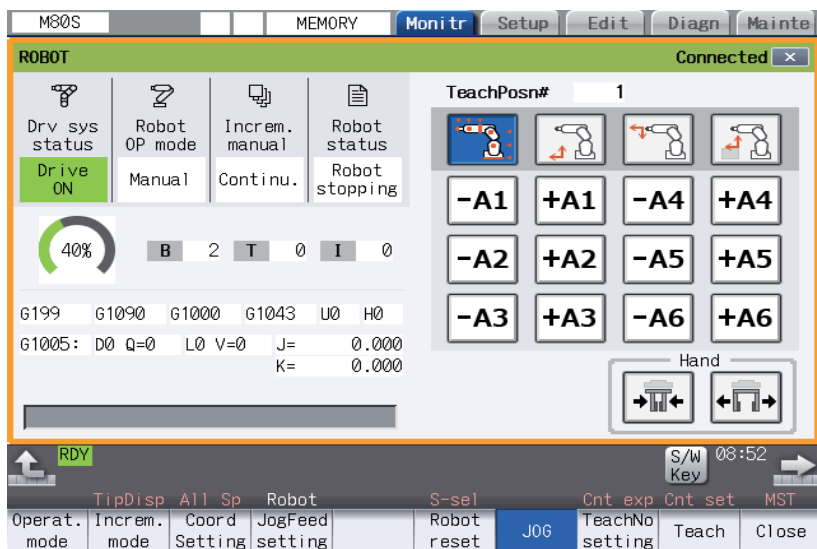 M80S MEMORY Monitr Setup Edit Diagn Mainte
ROBOT Connected ×
TeachPosn# 1
Drv sys status
Robot OP mode
Increm. manual
Robot status
Drive ON
Manual
Continu.
Robot stopping
-A1 +A1 -A4 +A4
40% B 2 T 0 I 0
-A2 +A2 -A5 +A5
G199 G1090 G1000 G1043 U0 H0
-A3 +A3 -A6 +A6
G1005: D0 Q=0 L0 V=0 J= 0.000
K= 0.000
Hand
RDY S/W Key 08:52
TipDisp All Sp Robot S-sel Cnt exp Cnt set MST
Operat. mode
Increm. mode
Coord Setting
JogFeed setting
Robot reset
JOG
TeachNo setting
Teach
Close